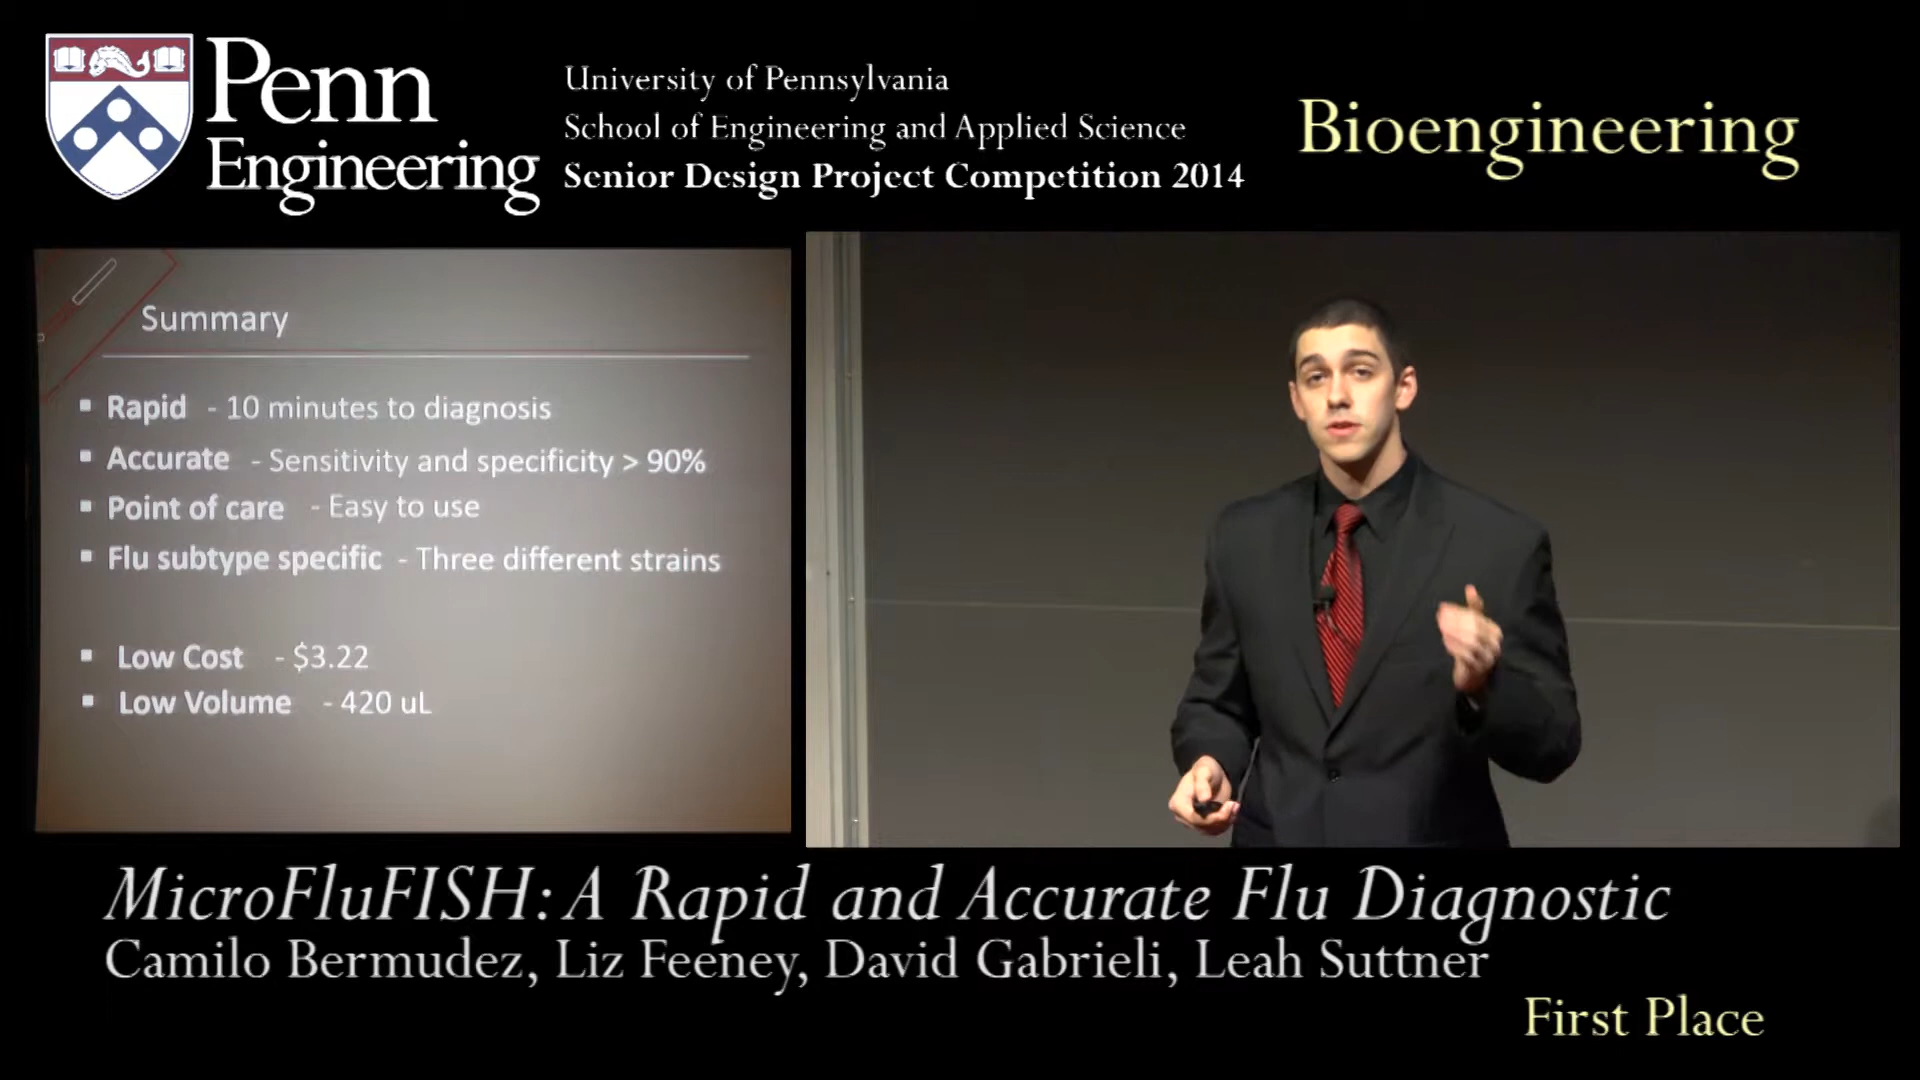 Penn
Engineering
University of Pennsylvania
School of Engineering and Applied Science
Senior Design Project Competition 2014
Bioengineering
Summary
▪ Rapid - 10 minutes to diagnosis
▪ Accurate - Sensitivity and specificity > 90%
▪ Point of care - Easy to use
▪ Flu subtype specific - Three different strains
▪ Low Cost - $3.22
▪ Low Volume - 420 uL
MicroFluFISH: A Rapid and Accurate Flu Diagnostic
Camilo Bermudez, Liz Feeney, David Gabrieli, Leah Suttner
First Place